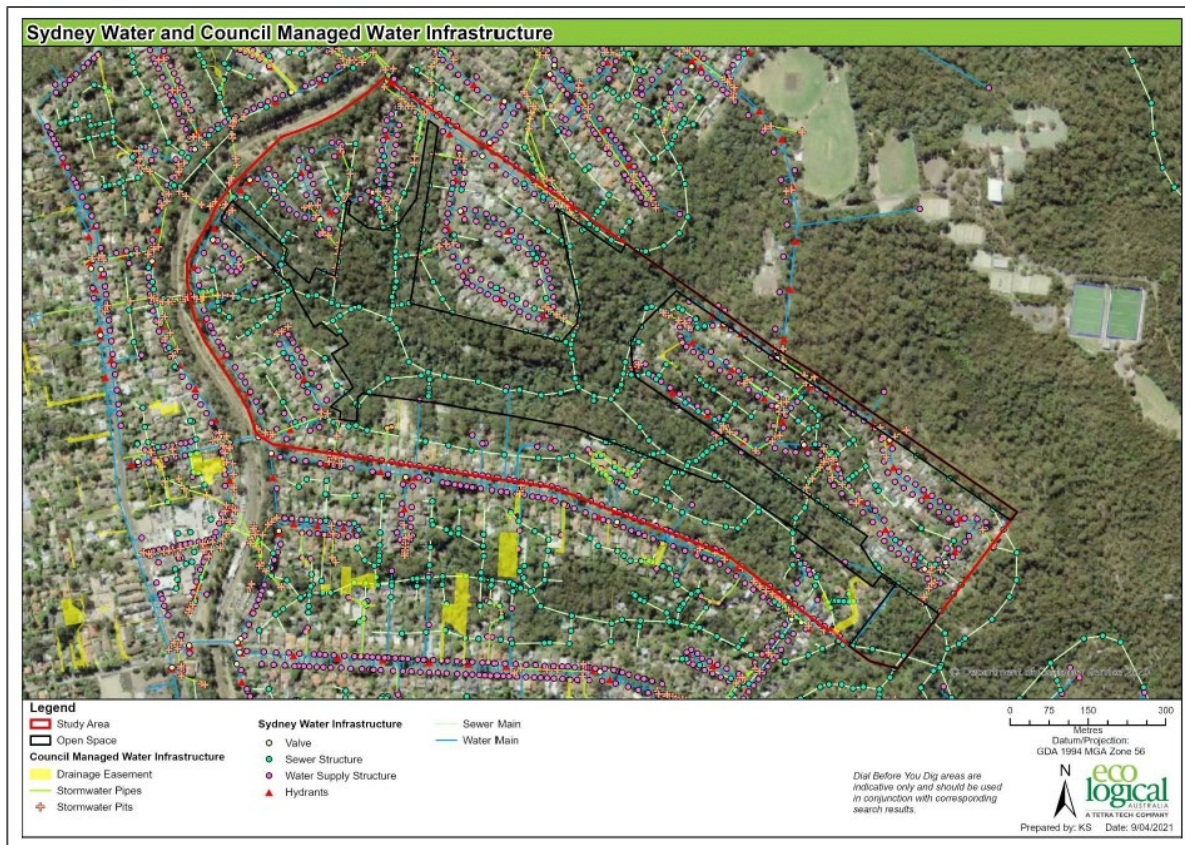 Sydney Water and Council Managed Water Infrastructure
Legend
Study Area
Open Space
Council Managed Water Infrastructure
Drainage Easement
Stormwater Pipes
Stormwater Pits
Sydney Water Infrastructure
Valve
Sewer Structure
Water Supply Structure
Hydrants
Sewer Main
Water Main
0 75 150 300
Metres
Datum/Projection:
GDA 1994 MGA Zone 56
Dial Before You Dig areas are
indicative only and should be used
in conjunction with corresponding
search results.
N
eco
logical
AUSTRALIA
A TETRA TECH COMPANY
Prepared by: KS Date: 9/04/2021